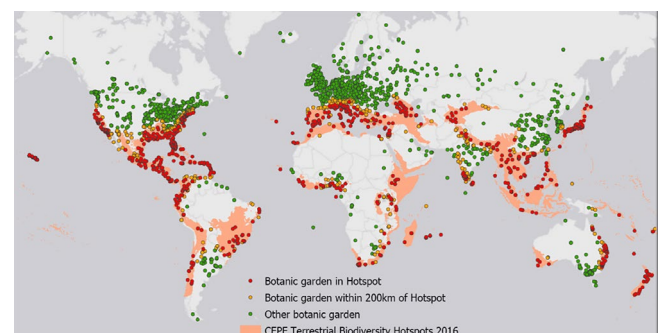 Botanic garden in Hotspot
Botanic garden within 200km of Hotspot
Other botanic garden
CEPF Terrestrial Biodiversity Hotspots 2016